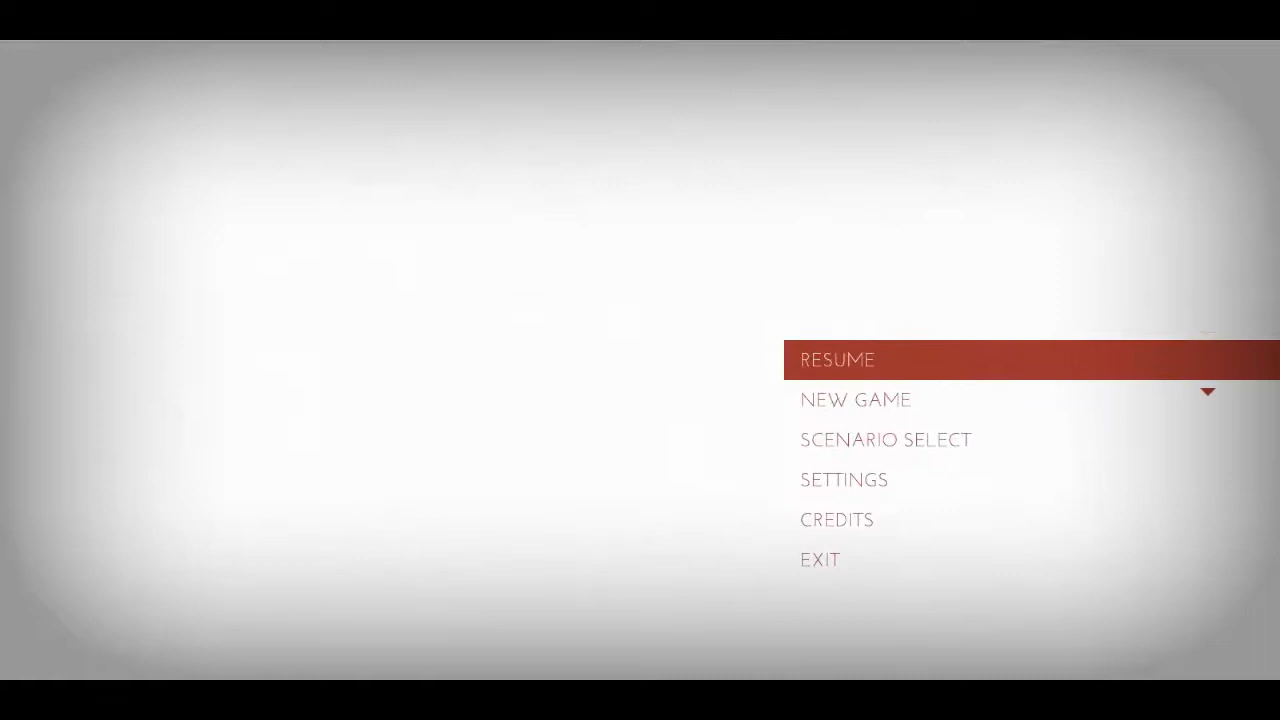 RESUME
NEW GAME
SCENARIO SELECT
SETTINGS
CREDITS
EXIT